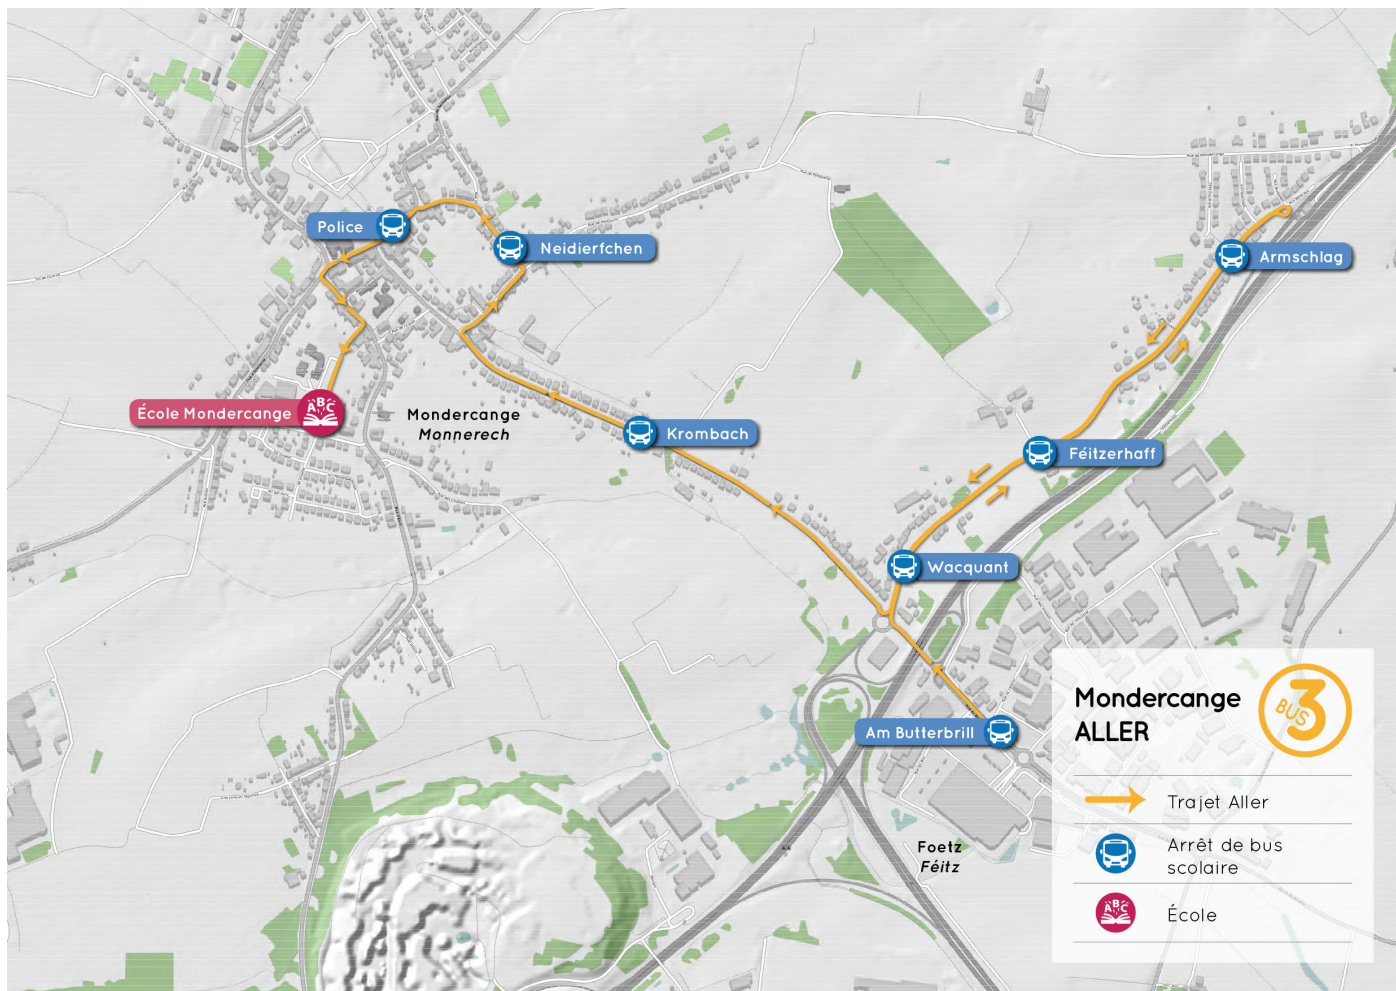 Police
Neidierfchen
Armschlag
École Mondercange
Mondercange
Monnerech
Krombach
Féitzerhaff
Wacquant
Am Butterbrill
Foetz
Féitz
Mondercange
ALLER
BUS 3
Trajet Aller
Arrêt de bus
scolaire
École
ABC